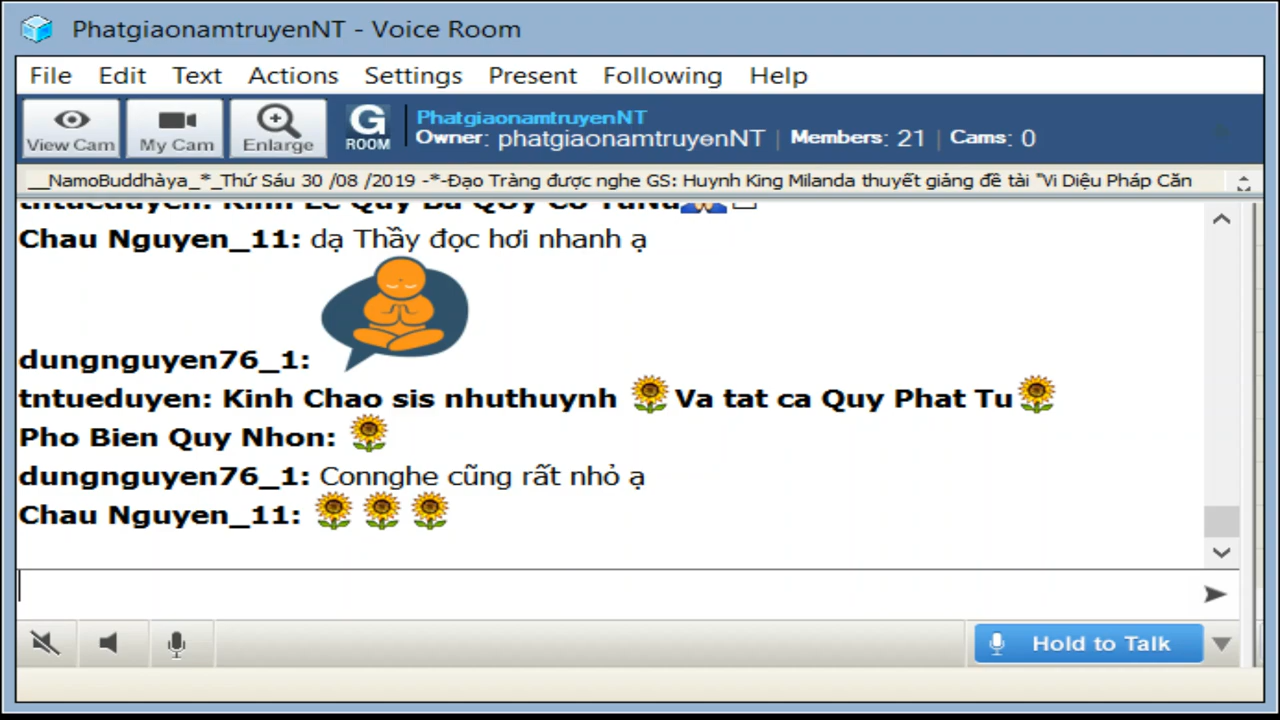 PhatgiaonamtruyenNT - Voice Room
File Edit Text Actions Settings Present Following Help
View Cam
My Cam
Enlarge
G ROOM
PhatgiaonamtruyenNT
Owner: phatgiaonamtruyenNT | Members: 21 | Cams: 0
__NamoBuddhàya_*_Thứ Sáu 30 /08 /2019 -*-Đạo Tràng được nghe GS: Huynh King Milanda thuyết giảng đề tài "Vi Diệu Pháp Căn
tntueduyen: Kinh Le Quy
Chau Nguyen_11: dạ Thầy đọc hơi nhanh ạ
dungnguyen76_1:
tntueduyen: Kinh Chao sis nhuthuynh Va tat ca Quy Phat Tu
Pho Bien Quy Nhon:
dungnguyen76_1: Connghe cũng rất nhỏ ạ
Chau Nguyen_11:
Hold to Talk